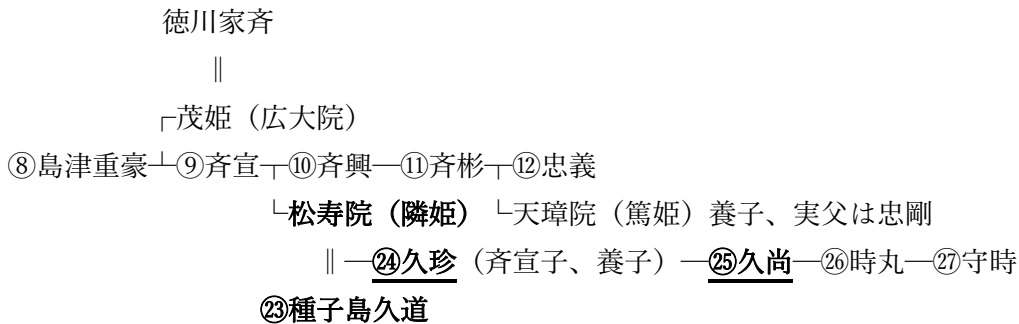 徳川家斉
‖
┌茂姫（広大院）
⑧島津重豪┴⑨斉宣┬⑩斉興―⑪斉彬┬⑫忠義
└松寿院（隣姫）└天璋院（篤姫）養子、実父は忠剛
‖―㉔久珍（斉宣子、養子）―㉕久尚―㉖時丸―㉗守時
㉓種子島久道